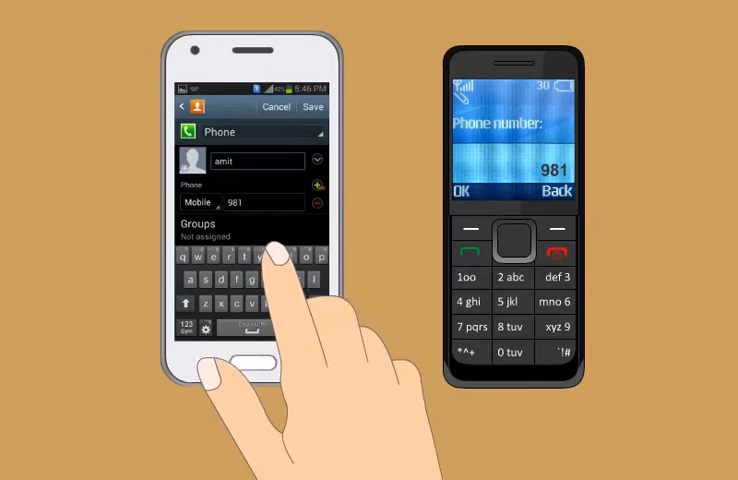 42% 5:46 PM
Cancel Save
Phone
amit
Phone
Mobile 981
Groups
Not assigned
q w e r t y o p
a s d f g l
z x c v
123
Sym
30
Phone number:
981
OK Back
1oo 2 abc def 3
4 ghi 5 jkl mno 6
7 pqrs 8 tuv xyz 9
*^+ 0 tuv `!#